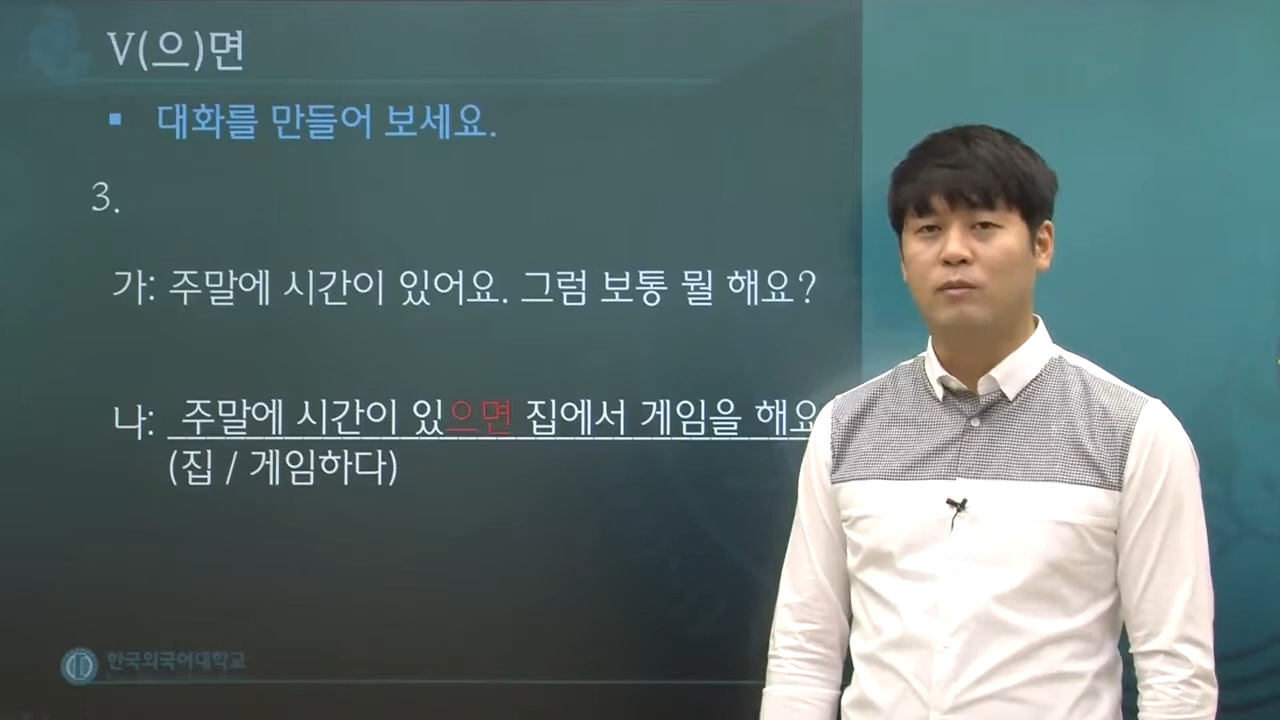 V(으)면
▪ 대화를 만들어 보세요.
3.
가: 주말에 시간이 있어요. 그럼 보통 뭘 해요?
나: 주말에 시간이 있으면 집에서 게임을 해요
(집 / 게임하다)
한국외국어대학교